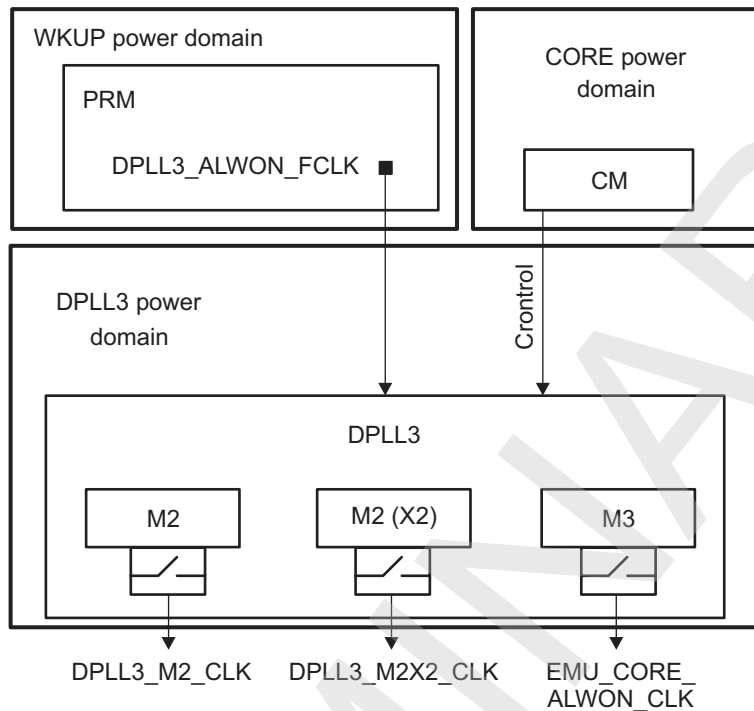 WKUP power domain
PRM
DPLL3_ALWON_FCLK
CORE power
domain
CM
DPLL3 power
domain
Crontrol
DPLL3
M2
M2 (X2)
M3
DPLL3_M2_CLK
DPLL3_M2X2_CLK
EMU_CORE_
ALWON_CLK